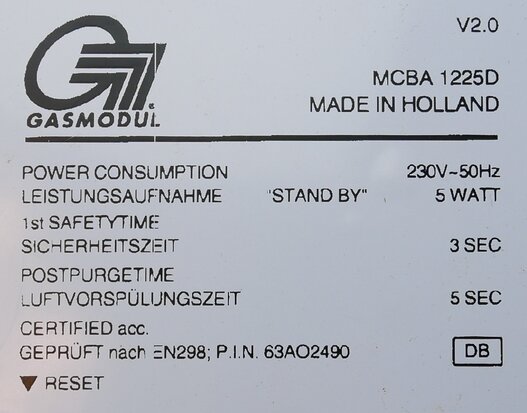 V2.0
MCBA 1225D
MADE IN HOLLAND
GASMODUL
POWER CONSUMPTION 230V~50Hz
LEISTUNGSAUFNAHME "STAND BY" 5 WATT
1st SAFETYTIME
SICHERHEITSZEIT 3 SEC
POSTPURGETIME
LUFTVORSPÜLUNGSZEIT 5 SEC
CERTIFIED acc.
GEPRÜFT nach EN298; P.I.N. 63AO2490 DB
▼ RESET